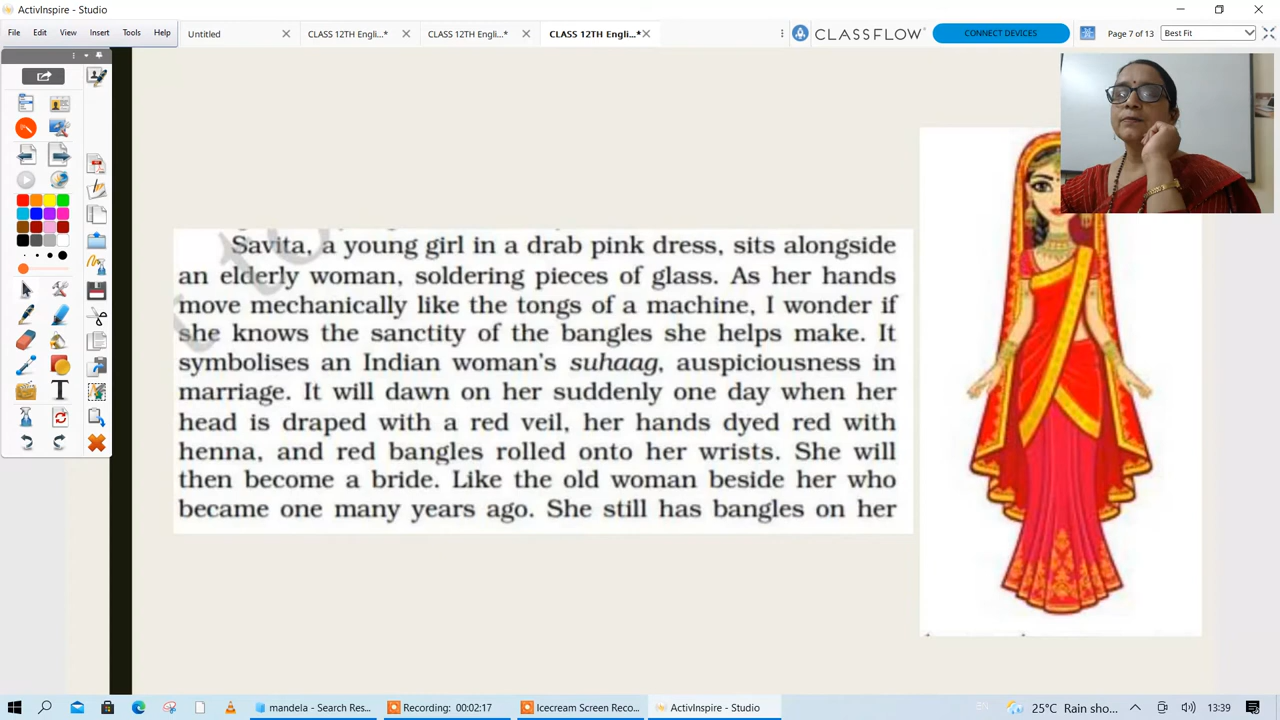 ActivInspire - Studio
File Edit View Insert Tools Help
Untitled
CLASS 12TH Engli...*
CLASS 12TH Engli...*
CLASS 12TH Engli...*
CLASSFLOW
CONNECT DEVICES
Page 7 of 13
Best Fit
Savita, a young girl in a drab pink dress, sits alongside
an elderly woman, soldering pieces of glass. As her hands
move mechanically like the tongs of a machine, I wonder if
she knows the sanctity of the bangles she helps make. It
symbolises an Indian woman's suhaag, auspiciousness in
marriage. It will dawn on her suddenly one day when her
head is draped with a red veil, her hands dyed red with
henna, and red bangles rolled onto her wrists. She will
then become a bride. Like the old woman beside her who
became one many years ago. She still has bangles on her
mandela - Search Res...
Recording: 00:02:17
Icecream Screen Reco...
ActivInspire - Studio
25°C Rain sho...
ENG
13:39